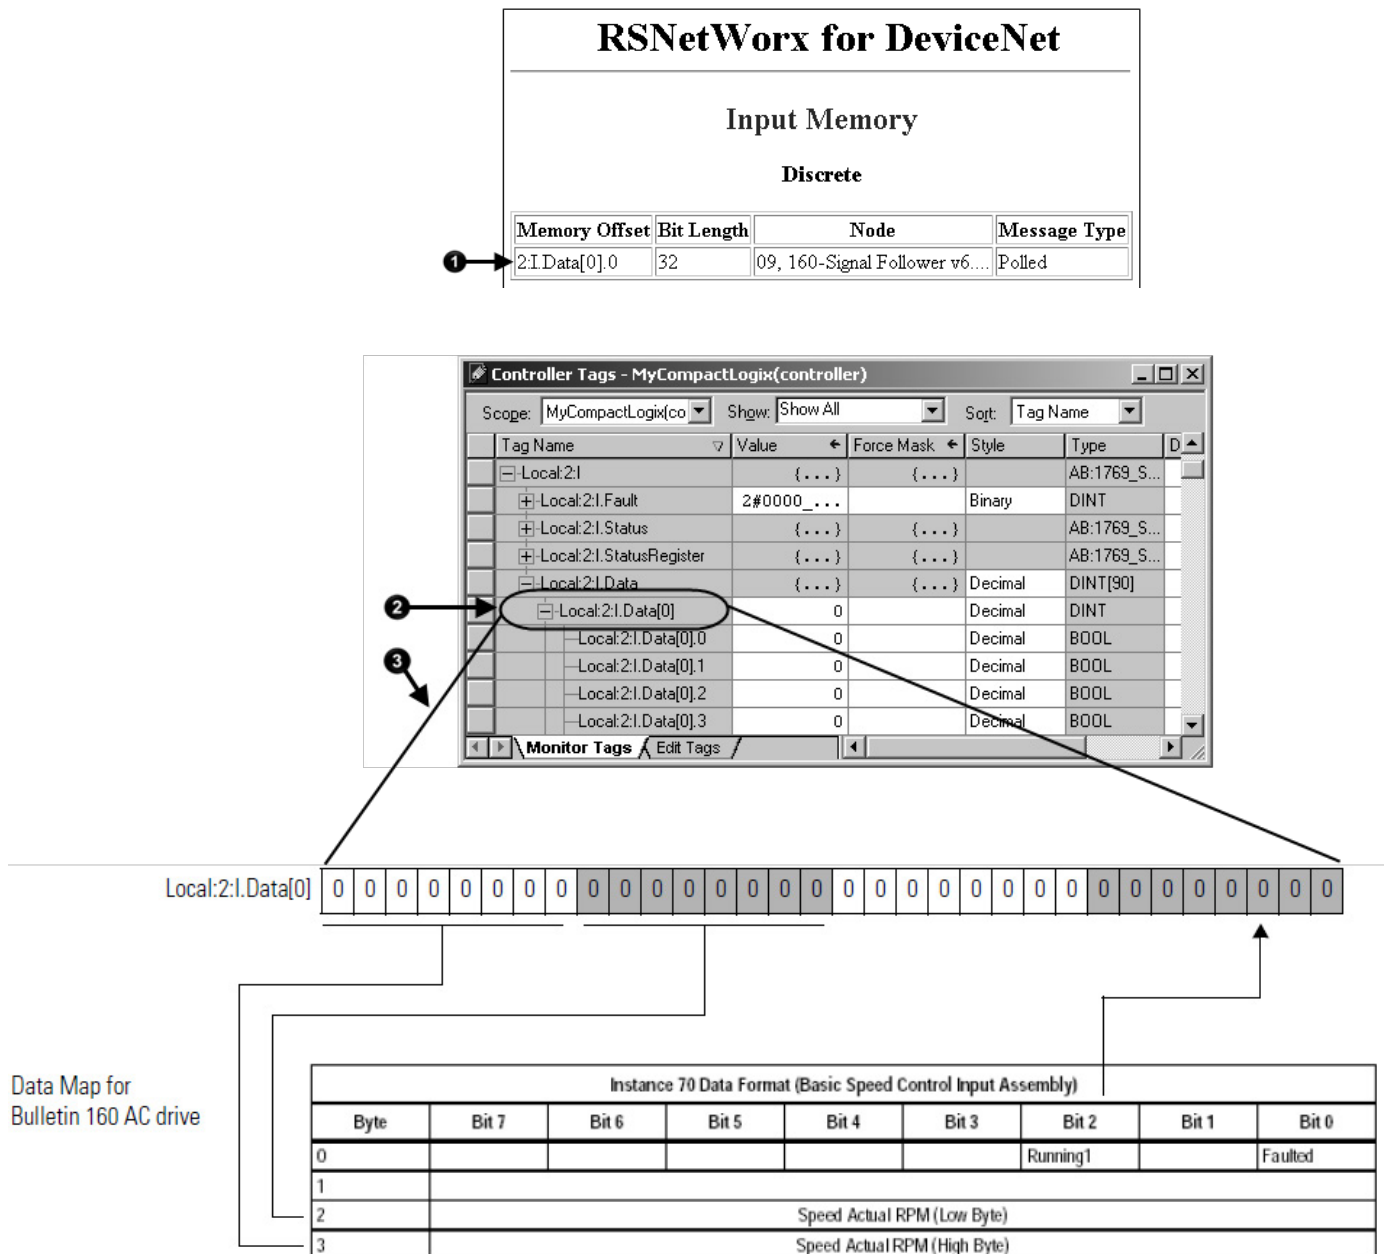 RSNetWorx for DeviceNet
Input Memory
Discrete
Memory Offset Bit Length Node Message Type
1 2:I.Data[0].0 32 09, 160-Signal Follower v6.... Polled
Controller Tags - MyCompactLogix(controller)
Scope: MyCompactLogix(co Show: Show All Sort: Tag Name
Tag Name Value Force Mask Style Type D
Local:2:I {...} {...} AB:1769_S...
Local:2:I.Fault 2#0000_... Binary DINT
Local:2:I.Status {...} {...} AB:1769_S...
Local:2:I.StatusRegister {...} {...} AB:1769_S...
Local:2:I.Data {...} {...} Decimal DINT[90]
2 Local:2:I.Data[0] 0 Decimal DINT
Local:2:I.Data[0].0 0 Decimal BOOL
3 Local:2:I.Data[0].1 0 Decimal BOOL
Local:2:I.Data[0].2 0 Decimal BOOL
Local:2:I.Data[0].3 0 Decimal BOOL
Monitor Tags Edit Tags
Local:2:I.Data[0] 0 0 0 0 0 0 0 0 0 0 0 0 0 0 0 0 0 0 0 0 0 0 0 0 0 0 0 0 0 0 0 0
Data Map for
Bulletin 160 AC drive
Instance 70 Data Format (Basic Speed Control Input Assembly)
Byte Bit 7 Bit 6 Bit 5 Bit 4 Bit 3 Bit 2 Bit 1 Bit 0
0 Running1 Faulted
1
2 Speed Actual RPM (Low Byte)
3 Speed Actual RPM (High Byte)